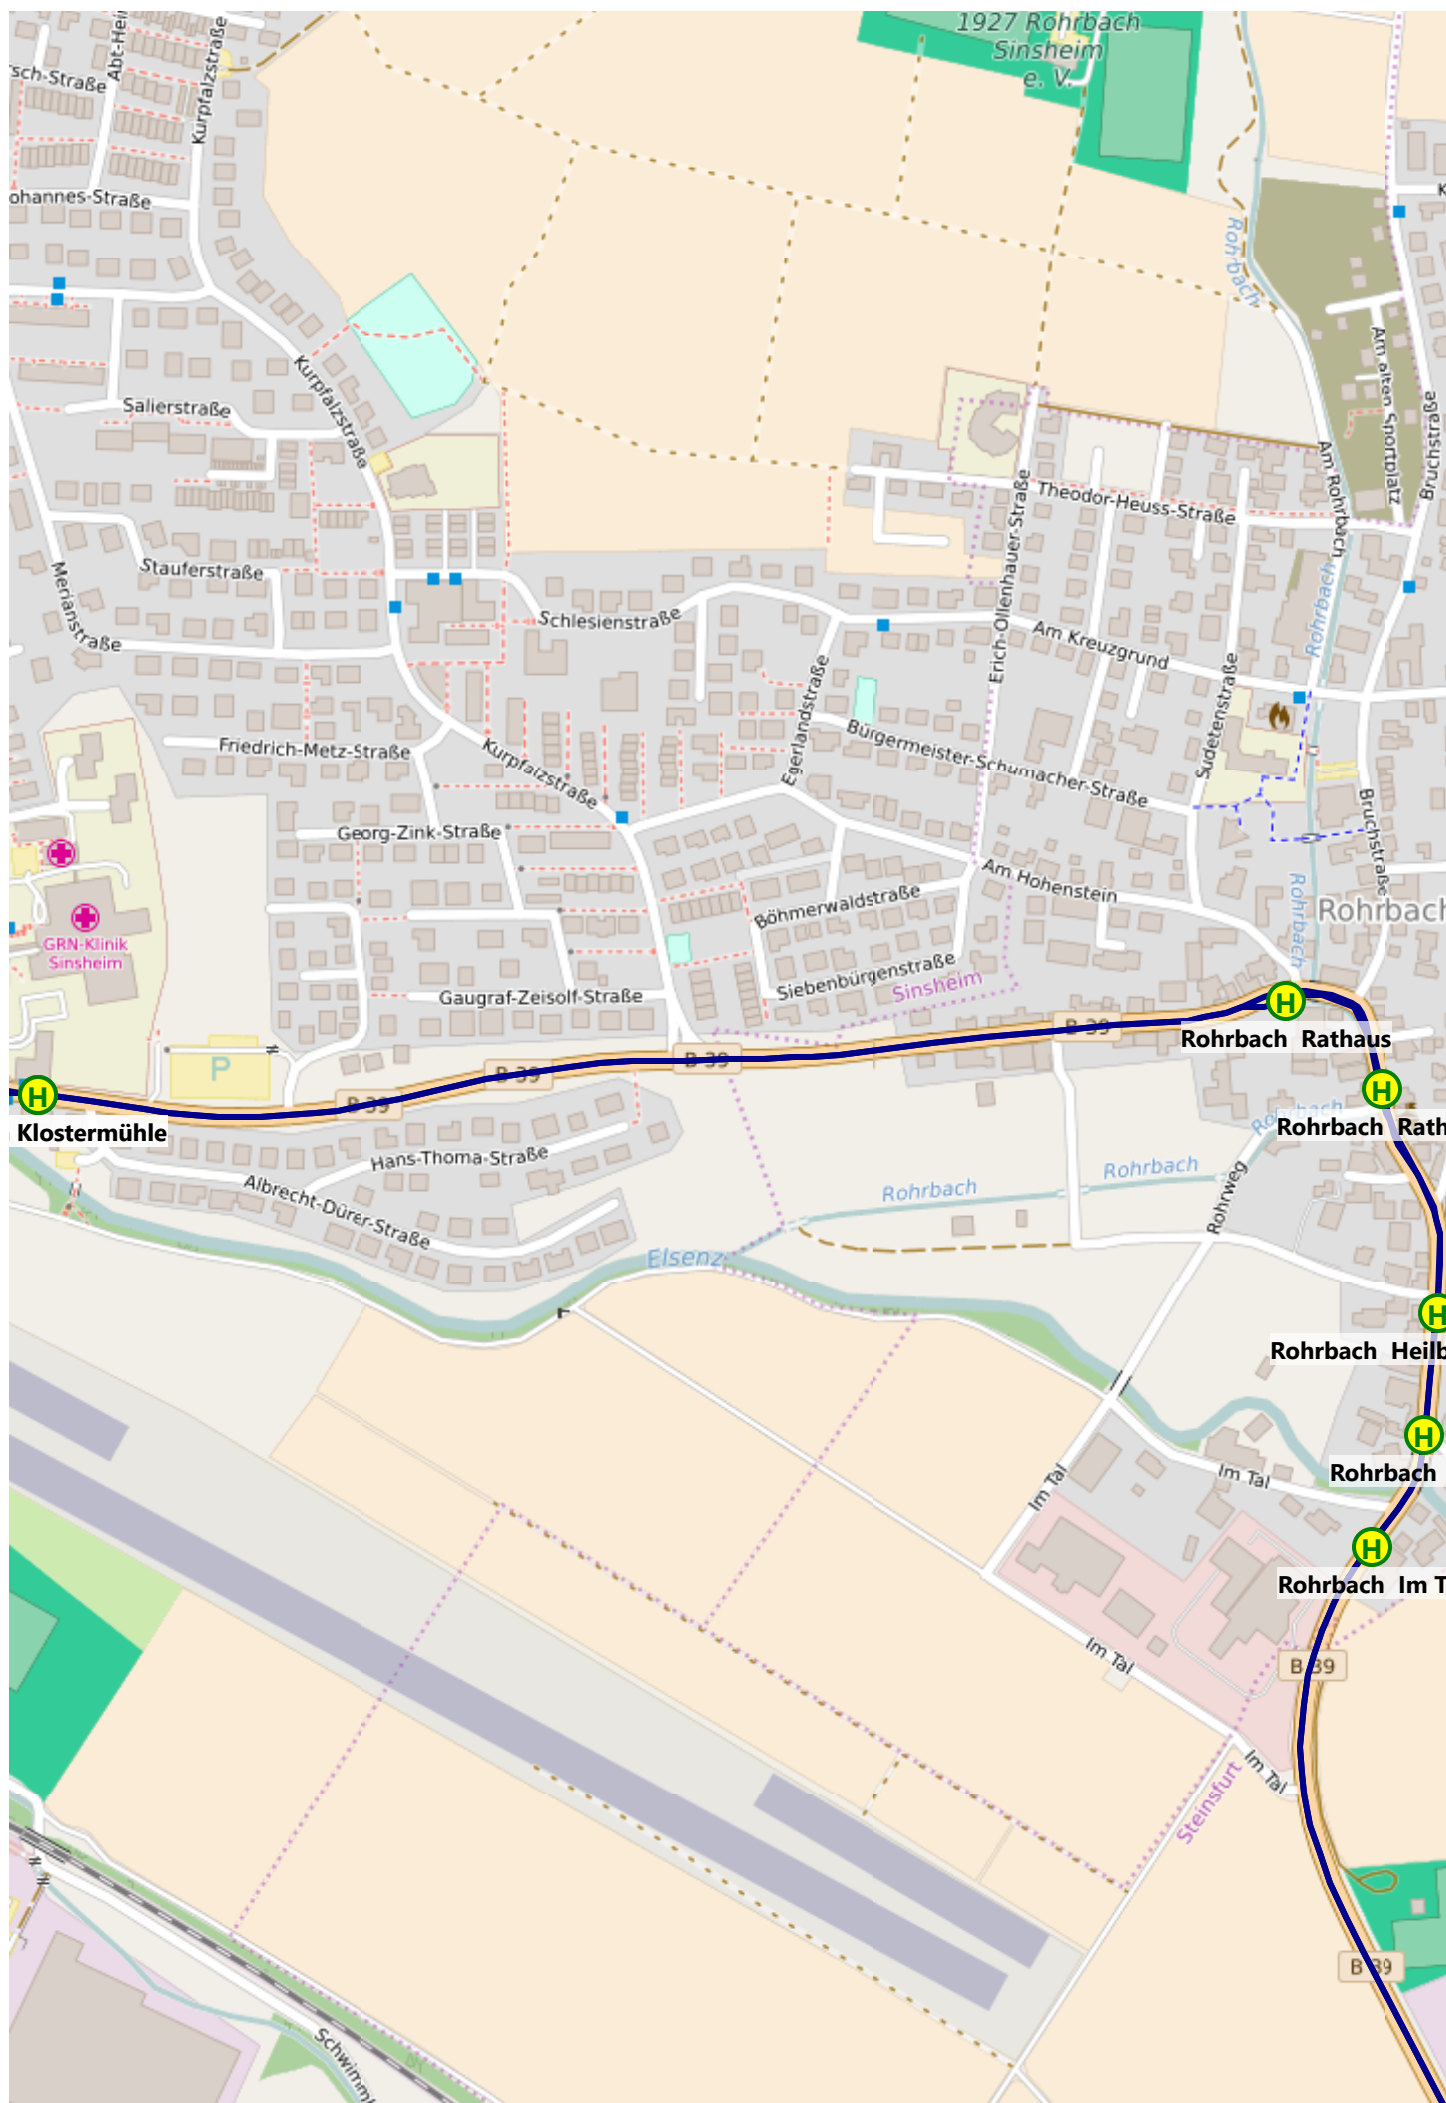 1927 Rohrbach
Sinsheim
e. V.
Abt-Hei
Kurpfalzstraße
sch-Straße
ohannes-Straße
K
Rohrbach
Am alten Sportplatz
Bruchstraße
Kurpfalzstraße
Salierstraße
Am Rohrbach
Theodor-Heuss-Straße
Erich-Ollenhauer-Straße
Stauferstraße
Merianstraße
Schlesienstraße
Am Kreuzgrund
Rohrbach
Sudetenstraße
Egerlandstraße
Bürgermeister-Schumacher-Straße
Friedrich-Metz-Straße
Kurpfalzstraße
Georg-Zink-Straße
Bruchstraße
Am Hohenstein
Böhmerwaldstraße
Rohrbach
Rohrbach
GRN-Klinik
Sinsheim
Siebenbürgenstraße
Sinsheim
Gaugraf-Zeisolf-Straße
H
B 39
Rohrbach Rathaus
P
B 39
B 39
B 39
H
H
Klostermühle
Rohrbach
Rohrbach Rath
Hans-Thoma-Straße
Albrecht-Dürer-Straße
Rohrbach
Rohrbach
Rohrweg
Elsenz
H
Rohrbach Heilb
H
Rohrbach
Im Tal
Im Tal
H
Rohrbach Im T
Im Tal
B 39
Im Tal
Steinsfurt
B 39
Schwimm